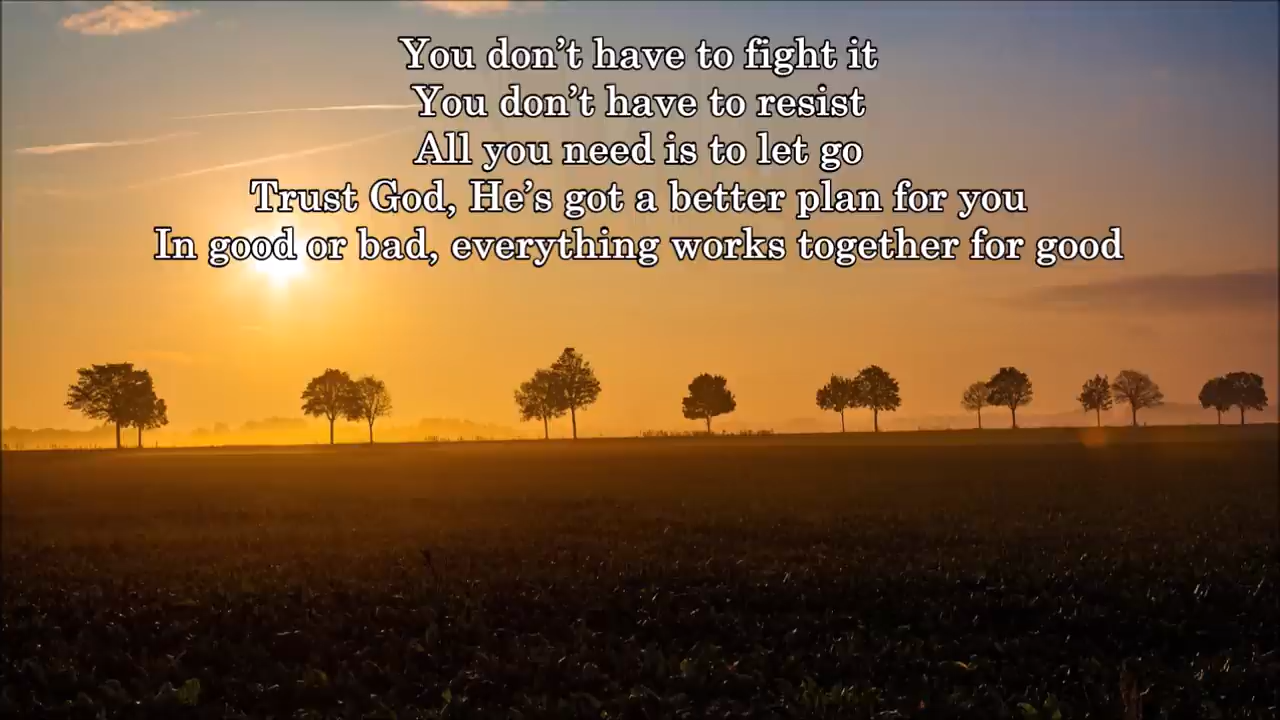 You don’t have to fight it
You don’t have to resist
All you need is to let go
Trust God, He’s got a better plan for you
In good or bad, everything works together for good